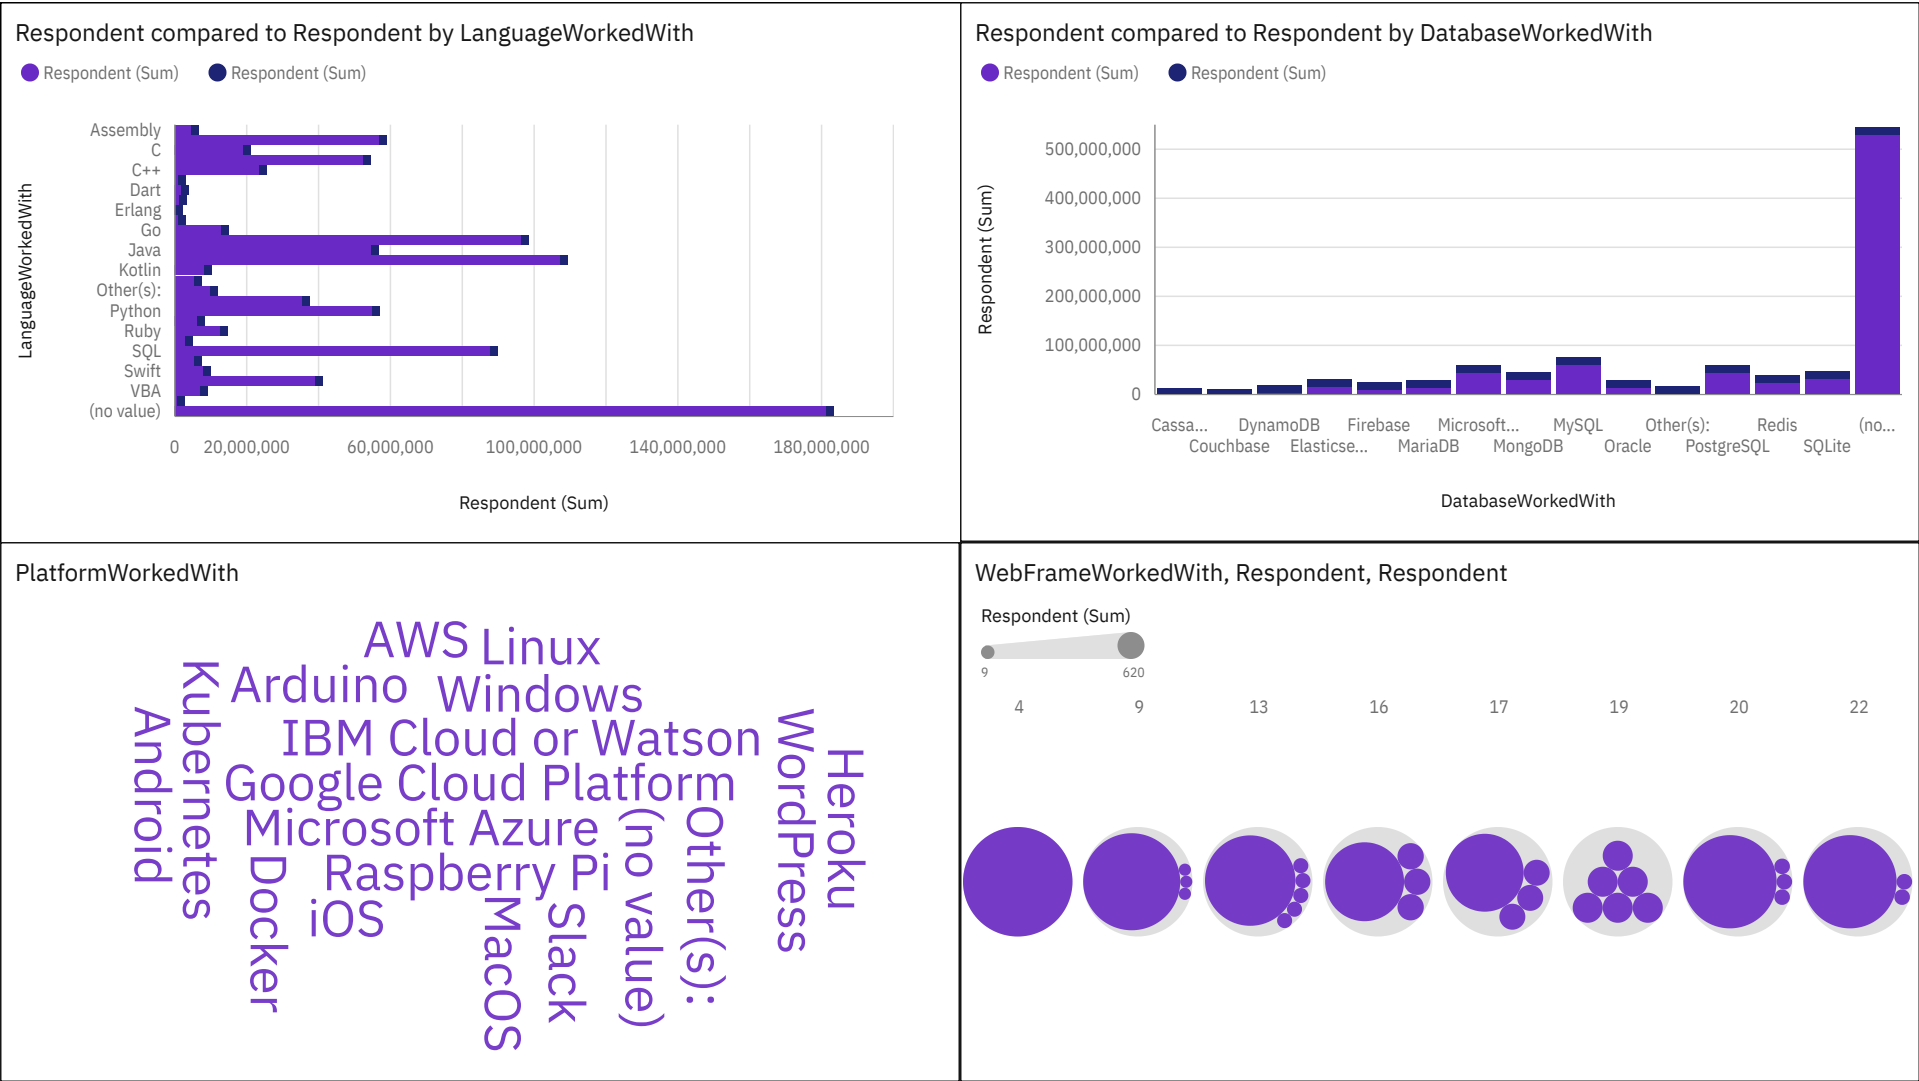 Respondent compared to Respondent by LanguageWorkedWith
Respondent (Sum) Respondent (Sum)
LanguageWorkedWith
Assembly
C
C++
Dart
Erlang
Go
Java
Kotlin
Other(s):
Python
Ruby
SQL
Swift
VBA
(no value)
0 20,000,000 60,000,000 100,000,000 140,000,000 180,000,000
Respondent (Sum)
Respondent compared to Respondent by DatabaseWorkedWith
Respondent (Sum) Respondent (Sum)
Respondent (Sum)
500,000,000
400,000,000
300,000,000
200,000,000
100,000,000
0
Cassa... DynamoDB Firebase Microsoft... MySQL Other(s): Redis (no...
Couchbase Elasticse... MariaDB MongoDB Oracle PostgreSQL SQLite
DatabaseWorkedWith
PlatformWorkedWith
AWS
Linux
Kubernetes
Arduino
Windows
Android
IBM Cloud or Watson
WordPress
Heroku
Google Cloud Platform
Microsoft Azure
(no value)
Other(s):
Docker
Raspberry Pi
iOS
MacOS
Slack
WebFrameWorkedWith, Respondent, Respondent
Respondent (Sum)
9 620
4 9 13 16 17 19 20 22